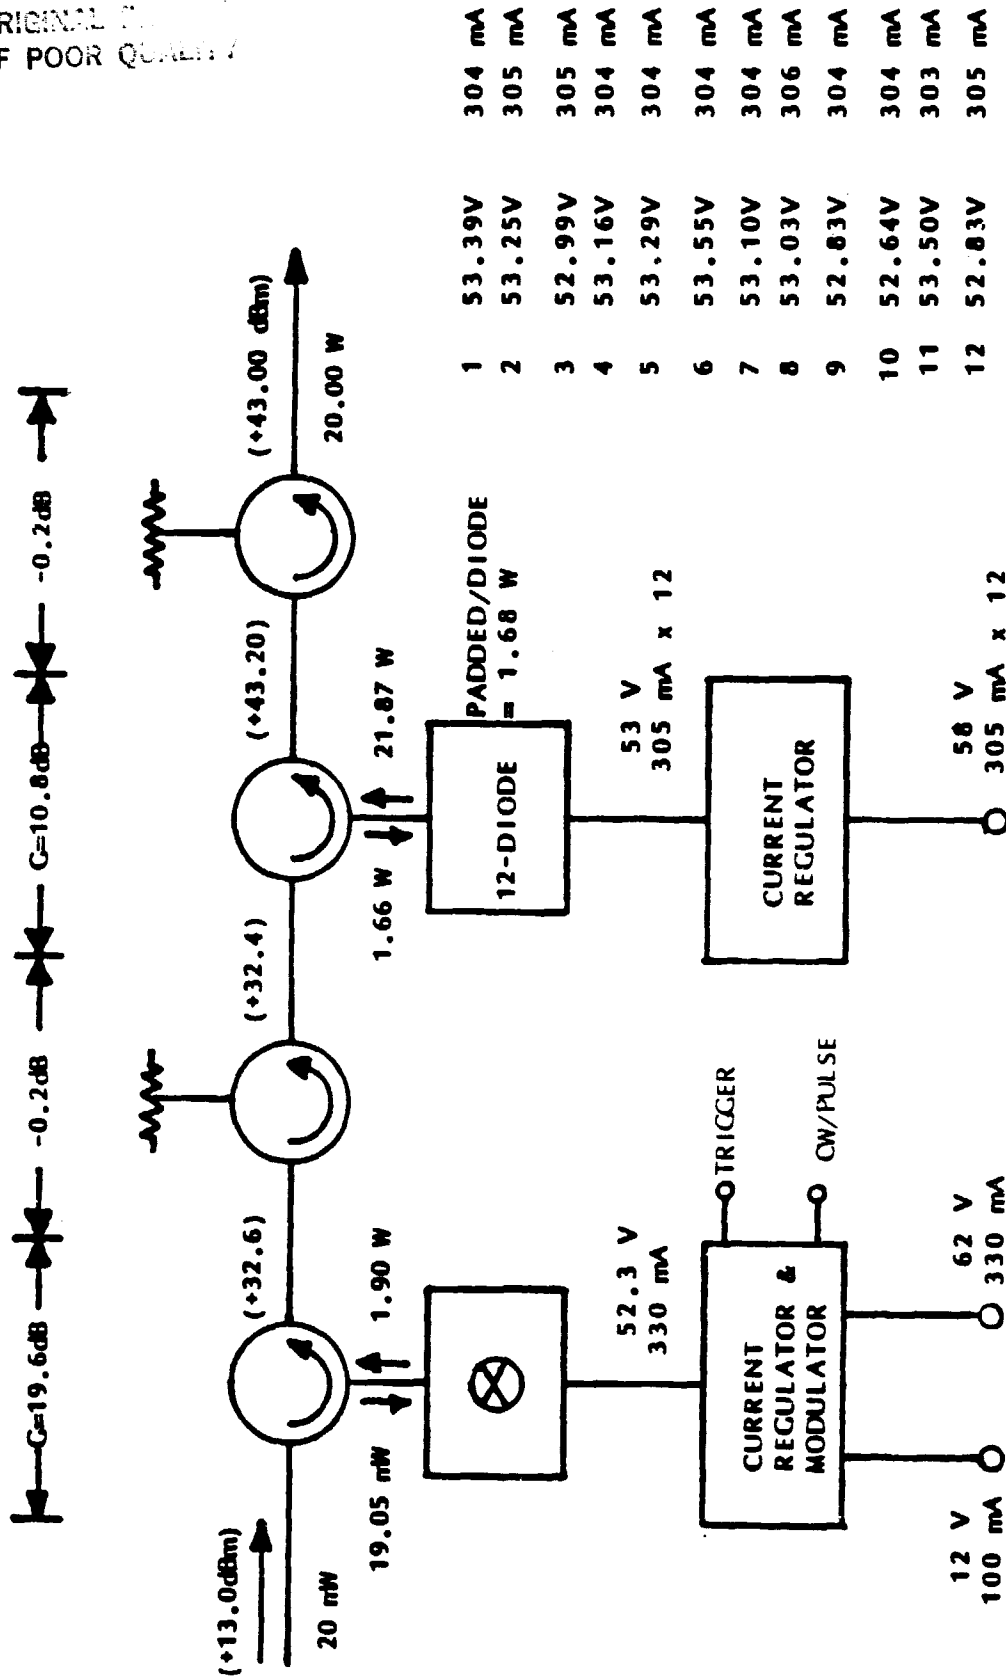 RIGINAL
F POOR QUALITY
G=19.6dB
-0.2dB
G=10.8dB
-0.2dB
(+13.0dBm)
20 mW
(+32.6)
(+32.4)
(+43.20)
(+43.00 dBm)
20.00 W
19.05 mW
1.90 W
1.66 W
21.87 W
12-DIODE
PADDED/DIODE
= 1.68 W
52.3 V
330 mA
53 V
305 mA x 12
CURRENT
REGULATOR &
MODULATOR
TRIGGER
CW/PULSE
CURRENT
REGULATOR
12 V
100 mA
62 V
330 mA
58 V
305 mA x 12
1 53.39V 304 mA
2 53.25V 305 mA
3 52.99V 305 mA
4 53.16V 304 mA
5 53.29V 304 mA
6 53.55V 304 mA
7 53.10V 304 mA
8 53.03V 306 mA
9 52.83V 304 mA
10 52.64V 304 mA
11 53.50V 303 mA
12 52.83V 305 mA